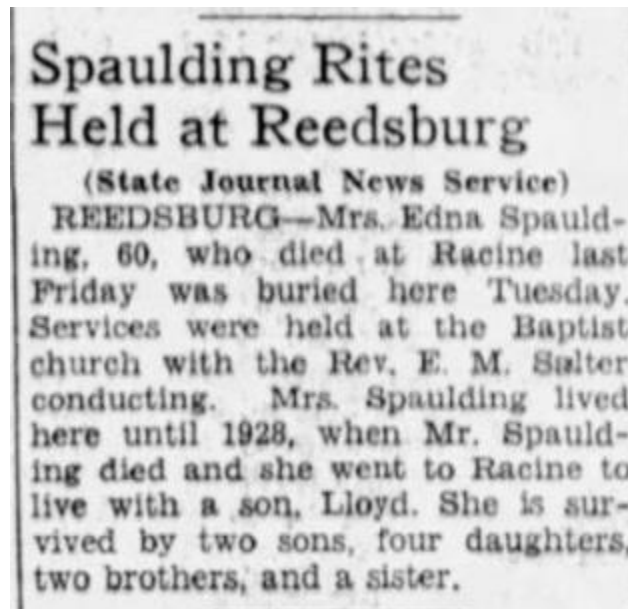 Spaulding Rites
Held at Reedsburg
(State Journal News Service)
REEDSBURG—Mrs. Edna Spauld-
ing, 60, who died at Racine last
Friday was buried here Tuesday.
Services were held at the Baptist
church with the Rev. E. M. Salter
conducting. Mrs. Spaulding lived
here until 1928, when Mr. Spauld-
ing died and she went to Racine to
live with a son, Lloyd. She is sur-
vived by two sons, four daughters,
two brothers, and a sister.